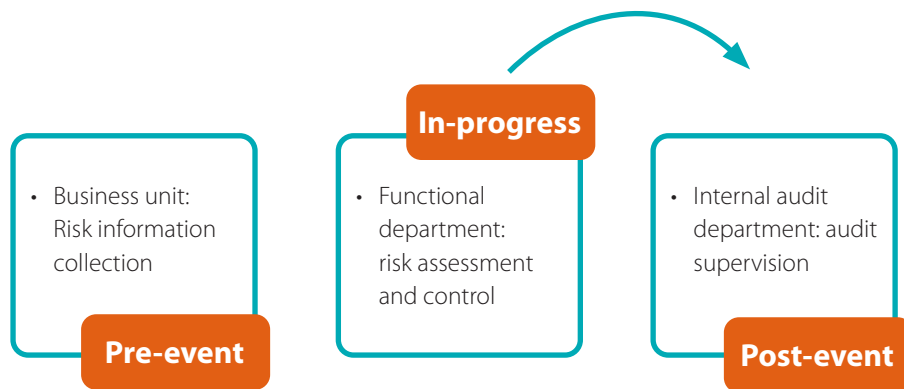 • Business unit:
Risk information
collection
Pre-event
In-progress
• Functional
department:
risk assessment
and control
• Internal audit
department: audit
supervision
Post-event